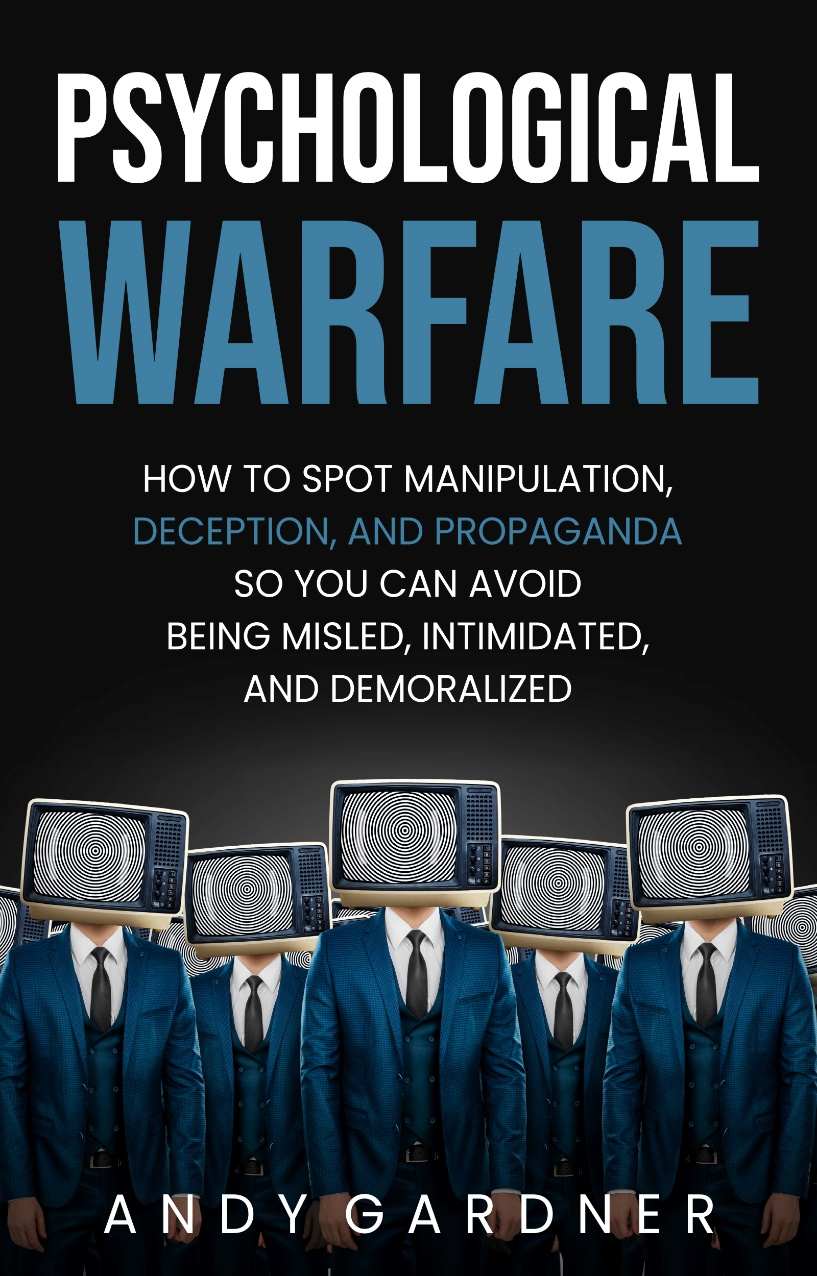 PSYCHOLOGICAL
WARFARE
HOW TO SPOT MANIPULATION,
DECEPTION, AND PROPAGANDA
SO YOU CAN AVOID
BEING MISLED, INTIMIDATED,
AND DEMORALIZED
ANDY GARDNER